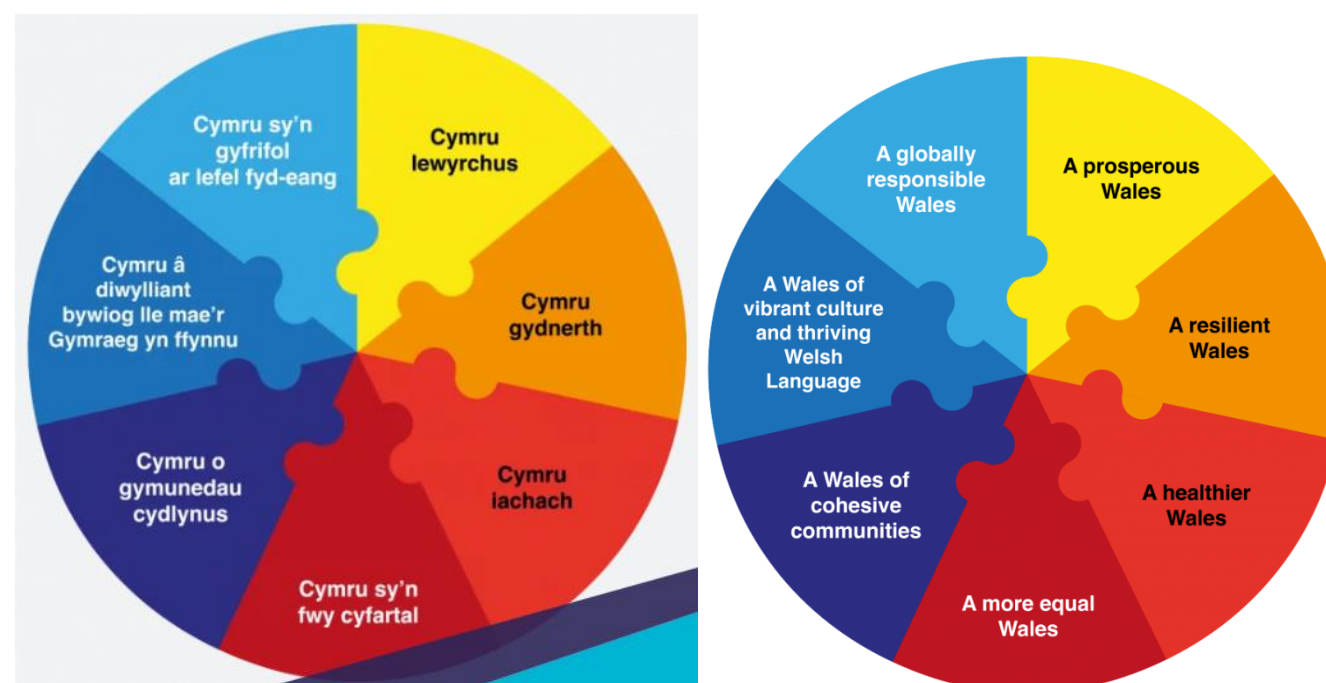 Cymru sy'n
gyfrifol
ar lefel fyd-eang
Cymru
lewyrchus
Cymru
gydnerth
Cymru
iachach
Cymru sy'n
fwy cyfartal
Cymru o
gymunedau
cydlynus
Cymru â
diwylliant
bywiog lle mae'r
Gymraeg yn ffynnu
A globally
responsible
Wales
A prosperous
Wales
A resilient
Wales
A healthier
Wales
A more equal
Wales
A Wales of
cohesive
communities
A Wales of
vibrant culture
and thriving
Welsh
Language